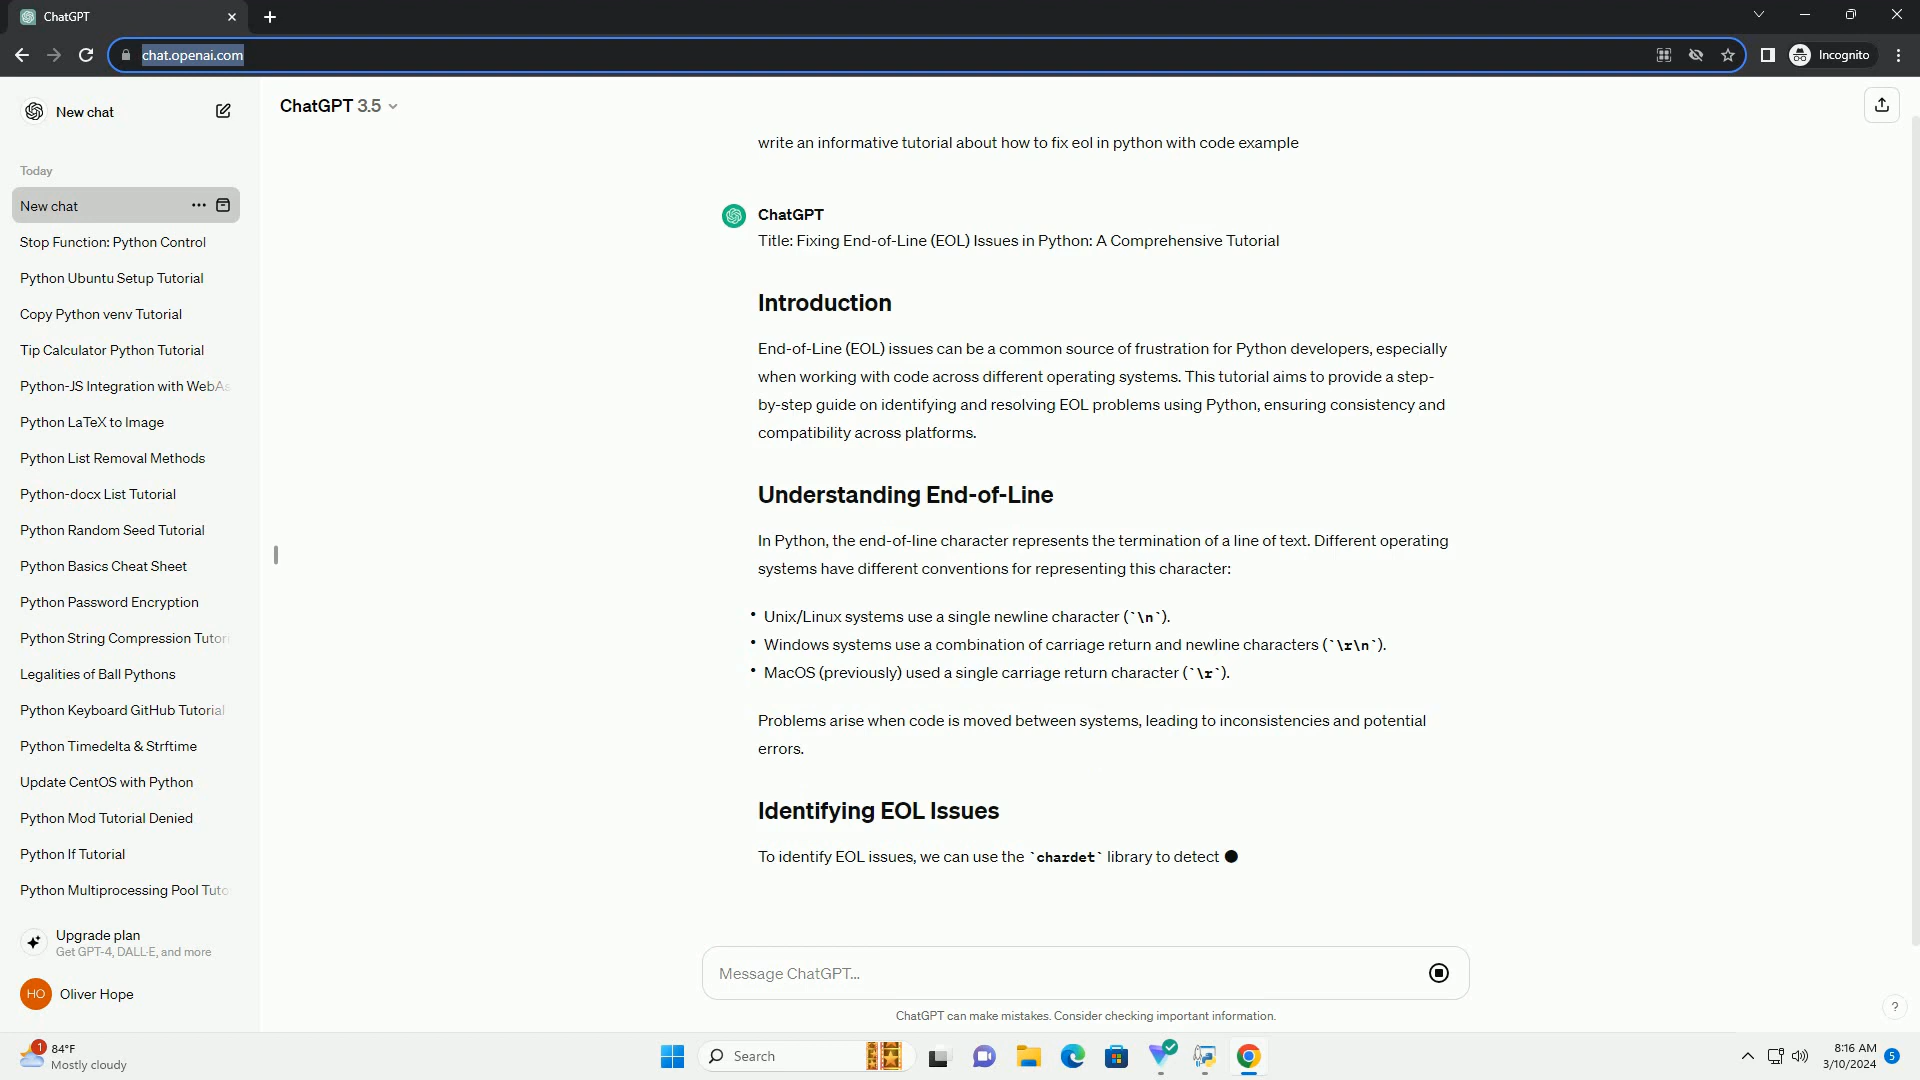 ChatGPT
chat.openai.com
Incognito
New chat
ChatGPT 3.5
Today
New chat
Stop Function: Python Control
Python Ubuntu Setup Tutorial
Copy Python venv Tutorial
Tip Calculator Python Tutorial
Python-JS Integration with WebAs
Python LaTeX to Image
Python List Removal Methods
Python-docx List Tutorial
Python Random Seed Tutorial
Python Basics Cheat Sheet
Python Password Encryption
Python String Compression Tutori
Legalities of Ball Pythons
Python Keyboard GitHub Tutorial
Python Timedelta & Strftime
Update CentOS with Python
Python Mod Tutorial Denied
Python If Tutorial
Python Multiprocessing Pool Tuto
Upgrade plan
Get GPT-4, DALL·E, and more
HO Oliver Hope
write an informative tutorial about how to fix eol in python with code example
ChatGPT
Title: Fixing End-of-Line (EOL) Issues in Python: A Comprehensive Tutorial
Introduction
End-of-Line (EOL) issues can be a common source of frustration for Python developers, especially
when working with code across different operating systems. This tutorial aims to provide a step-
by-step guide on identifying and resolving EOL problems using Python, ensuring consistency and
compatibility across platforms.
Understanding End-of-Line
In Python, the end-of-line character represents the termination of a line of text. Different operating
systems have different conventions for representing this character:
• Unix/Linux systems use a single newline character (`\n`).
• Windows systems use a combination of carriage return and newline characters (`\r\n`).
• MacOS (previously) used a single carriage return character (`\r`).
Problems arise when code is moved between systems, leading to inconsistencies and potential
errors.
Identifying EOL Issues
To identify EOL issues, we can use the `chardet` library to detect
Message ChatGPT...
ChatGPT can make mistakes. Consider checking important information.
?
1
84°F
Mostly cloudy
Search
8:16 AM
3/10/2024
5